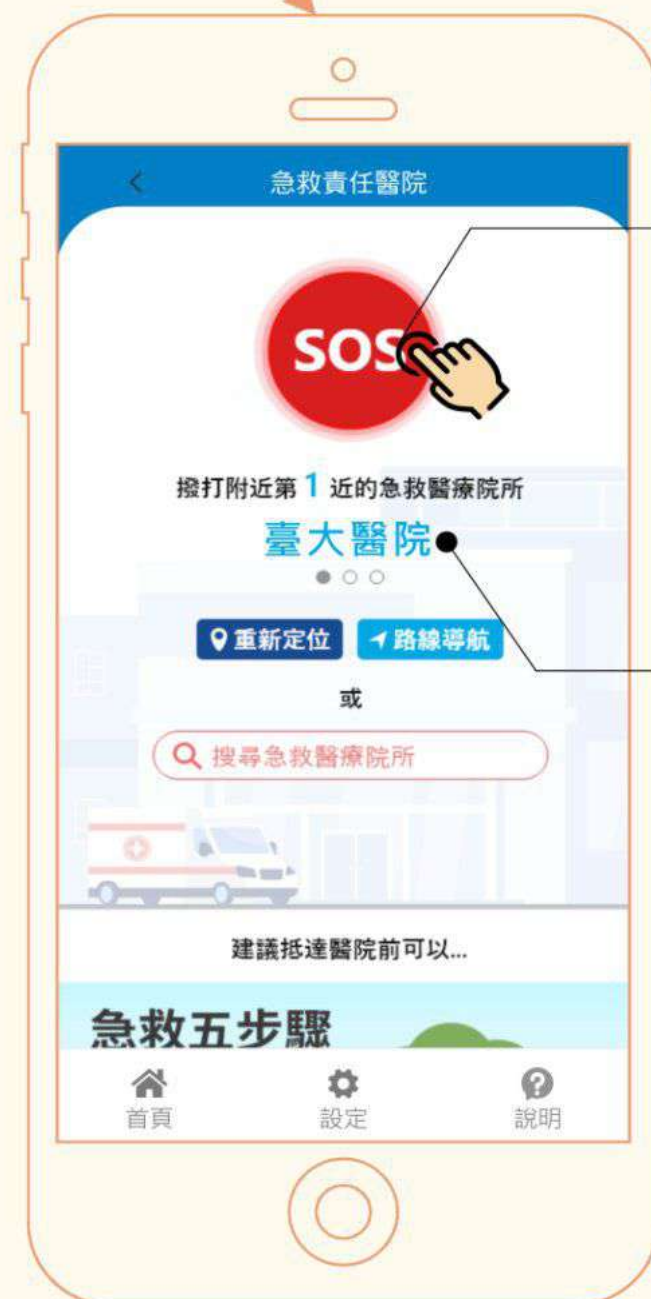 急救責任醫院
SOS
撥打附近第 1 近的急救醫療院所
臺大醫院
重新定位 路線導航
或
搜尋急救醫療院所
建議抵達醫院前可以...
急救五步驟
首頁 設定 說明